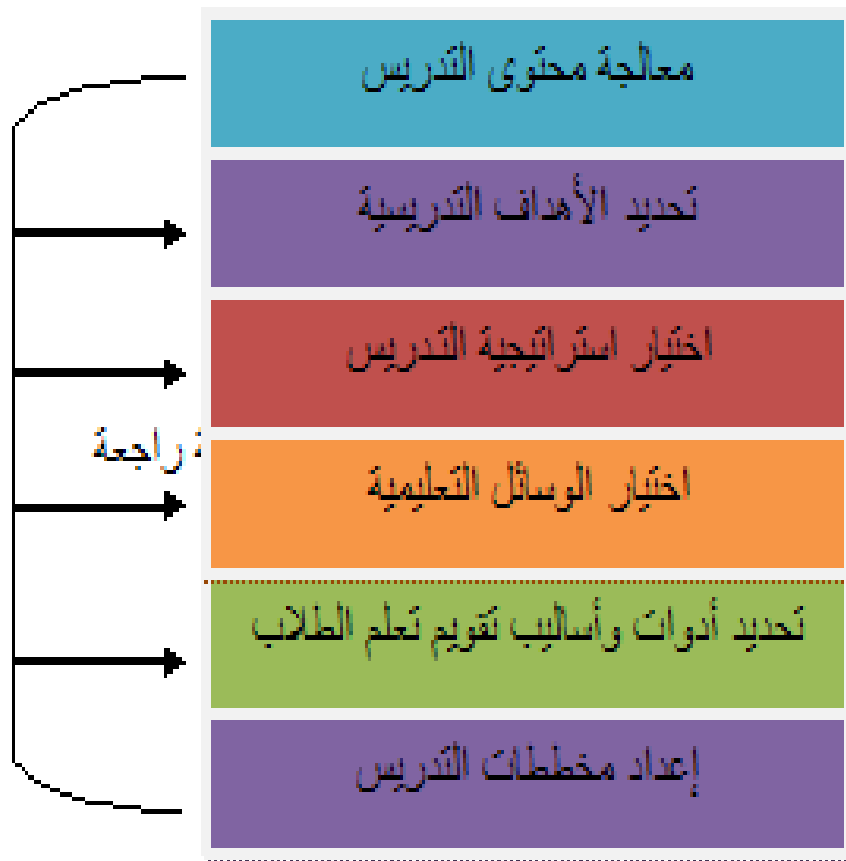 معالجة محتوى التدريس
تحديد الأهداف التدريسية
اختيار استراتيجية التدريس
راجعة
اختيار الوسائل التعليمية
تحديد أدوات وأساليب تقويم تعلم الطلاب
إعداد مخططات التدريس